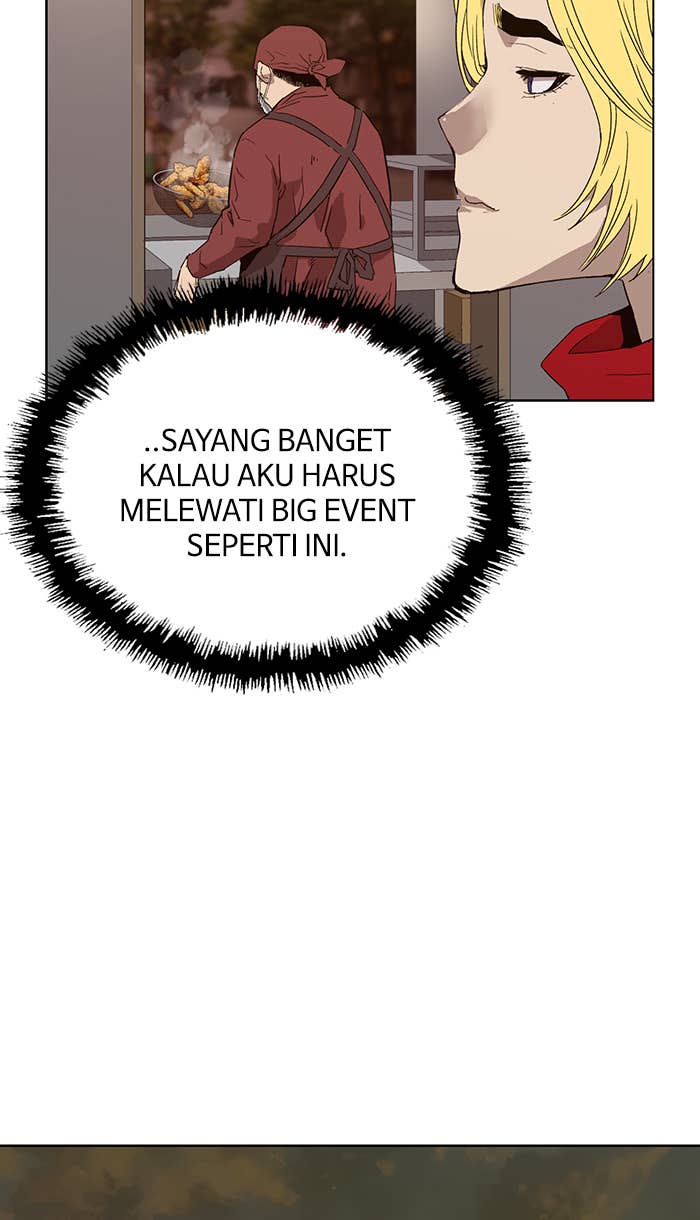 ..SAYANG BANGET
KALAU AKU HARUS
MELEWATI BIG EVENT
SEPERTI INI.